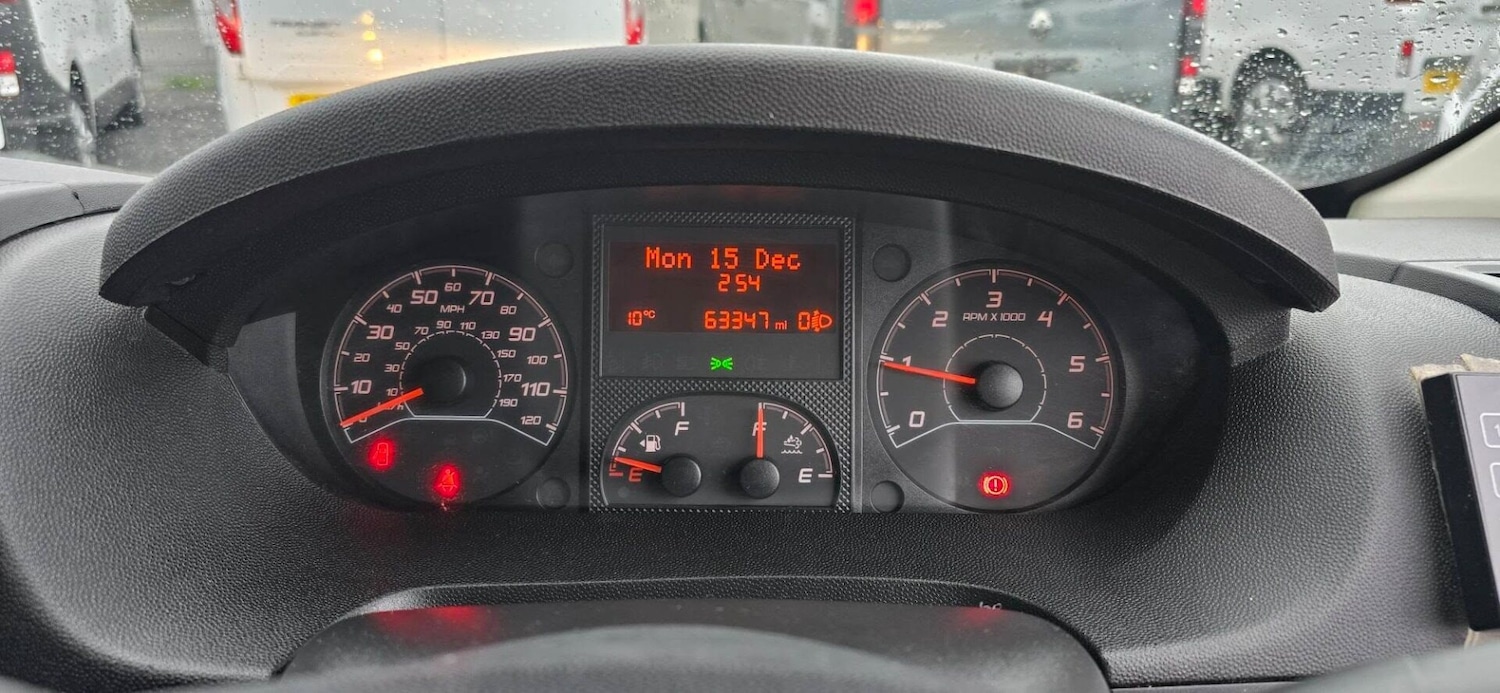 Mon 15 Dec
2:54
10°C 63347 mi 0
MPH
10 20 30 40 50 60 70 80 90 100 110 120
10 30 50 70 90 110 130 150 170 190
RPM X 1000
0 1 2 3 4 5 6
E F
F E